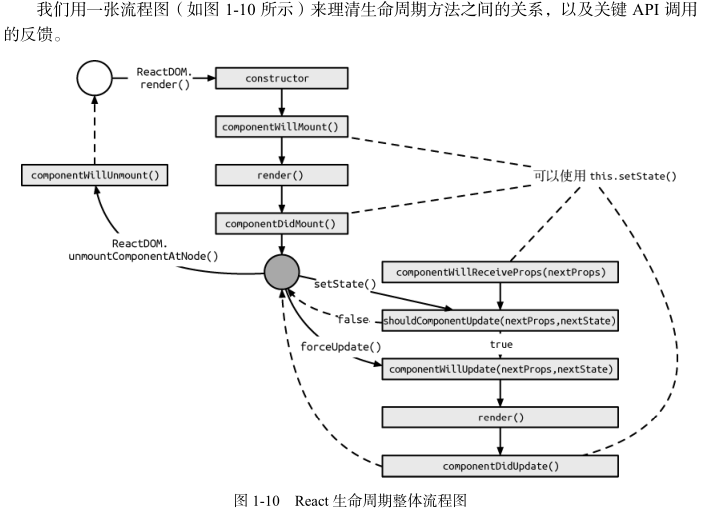 我们用一张流程图（如图 1-10 所示）来理清生命周期方法之间的关系，以及关键 API 调用
的反馈。
ReactDOM.
render()
constructor
componentWillMount()
componentWillUnmount()
render()
可以使用 this.setState()
componentDidMount()
ReactDOM.
unmountComponentAtNode()
componentWillReceiveProps(nextProps)
setState()
false
shouldComponentUpdate(nextProps,nextState)
forceUpdate()
true
componentWillUpdate(nextProps,nextState)
render()
componentDidUpdate()
图 1-10 React 生命周期整体流程图